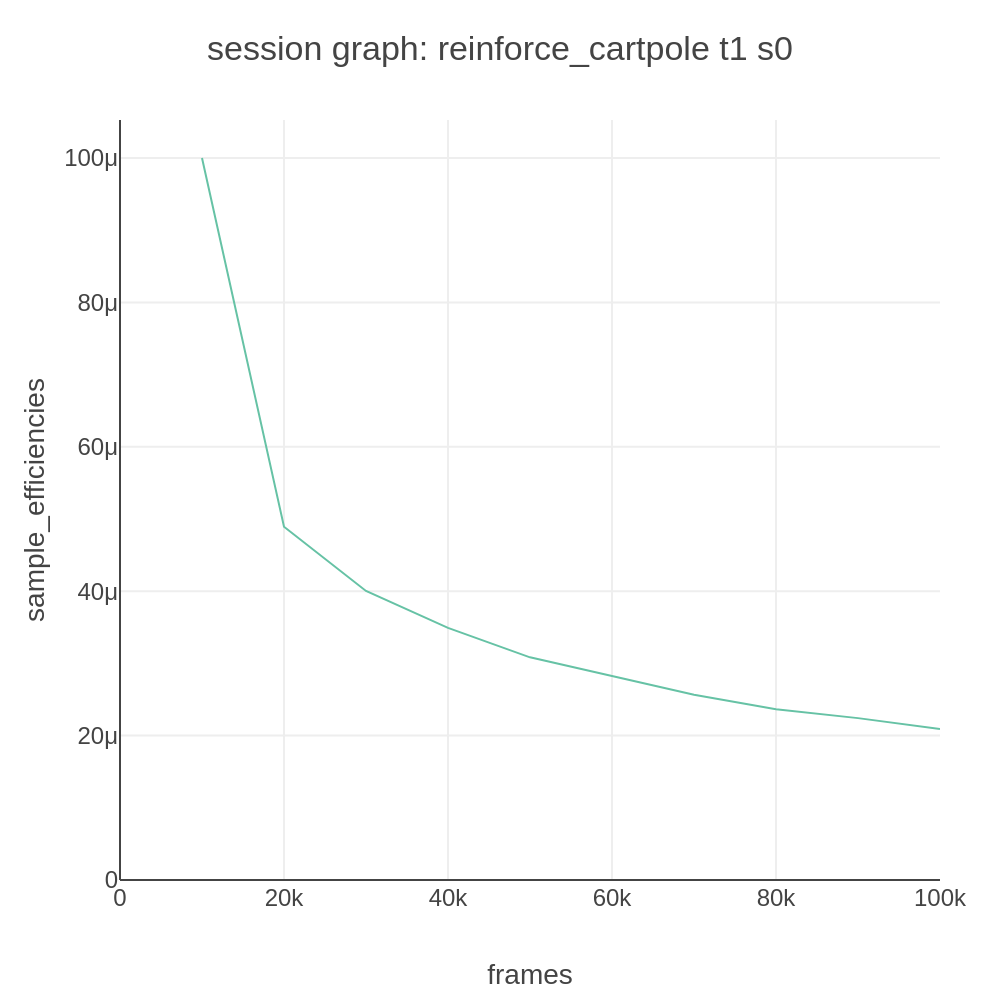 session graph: reinforce_cartpole t1 s0
100μ
80μ
60μ
40μ
20μ
0
sample_efficiencies
0
20k
40k
60k
80k
100k
frames